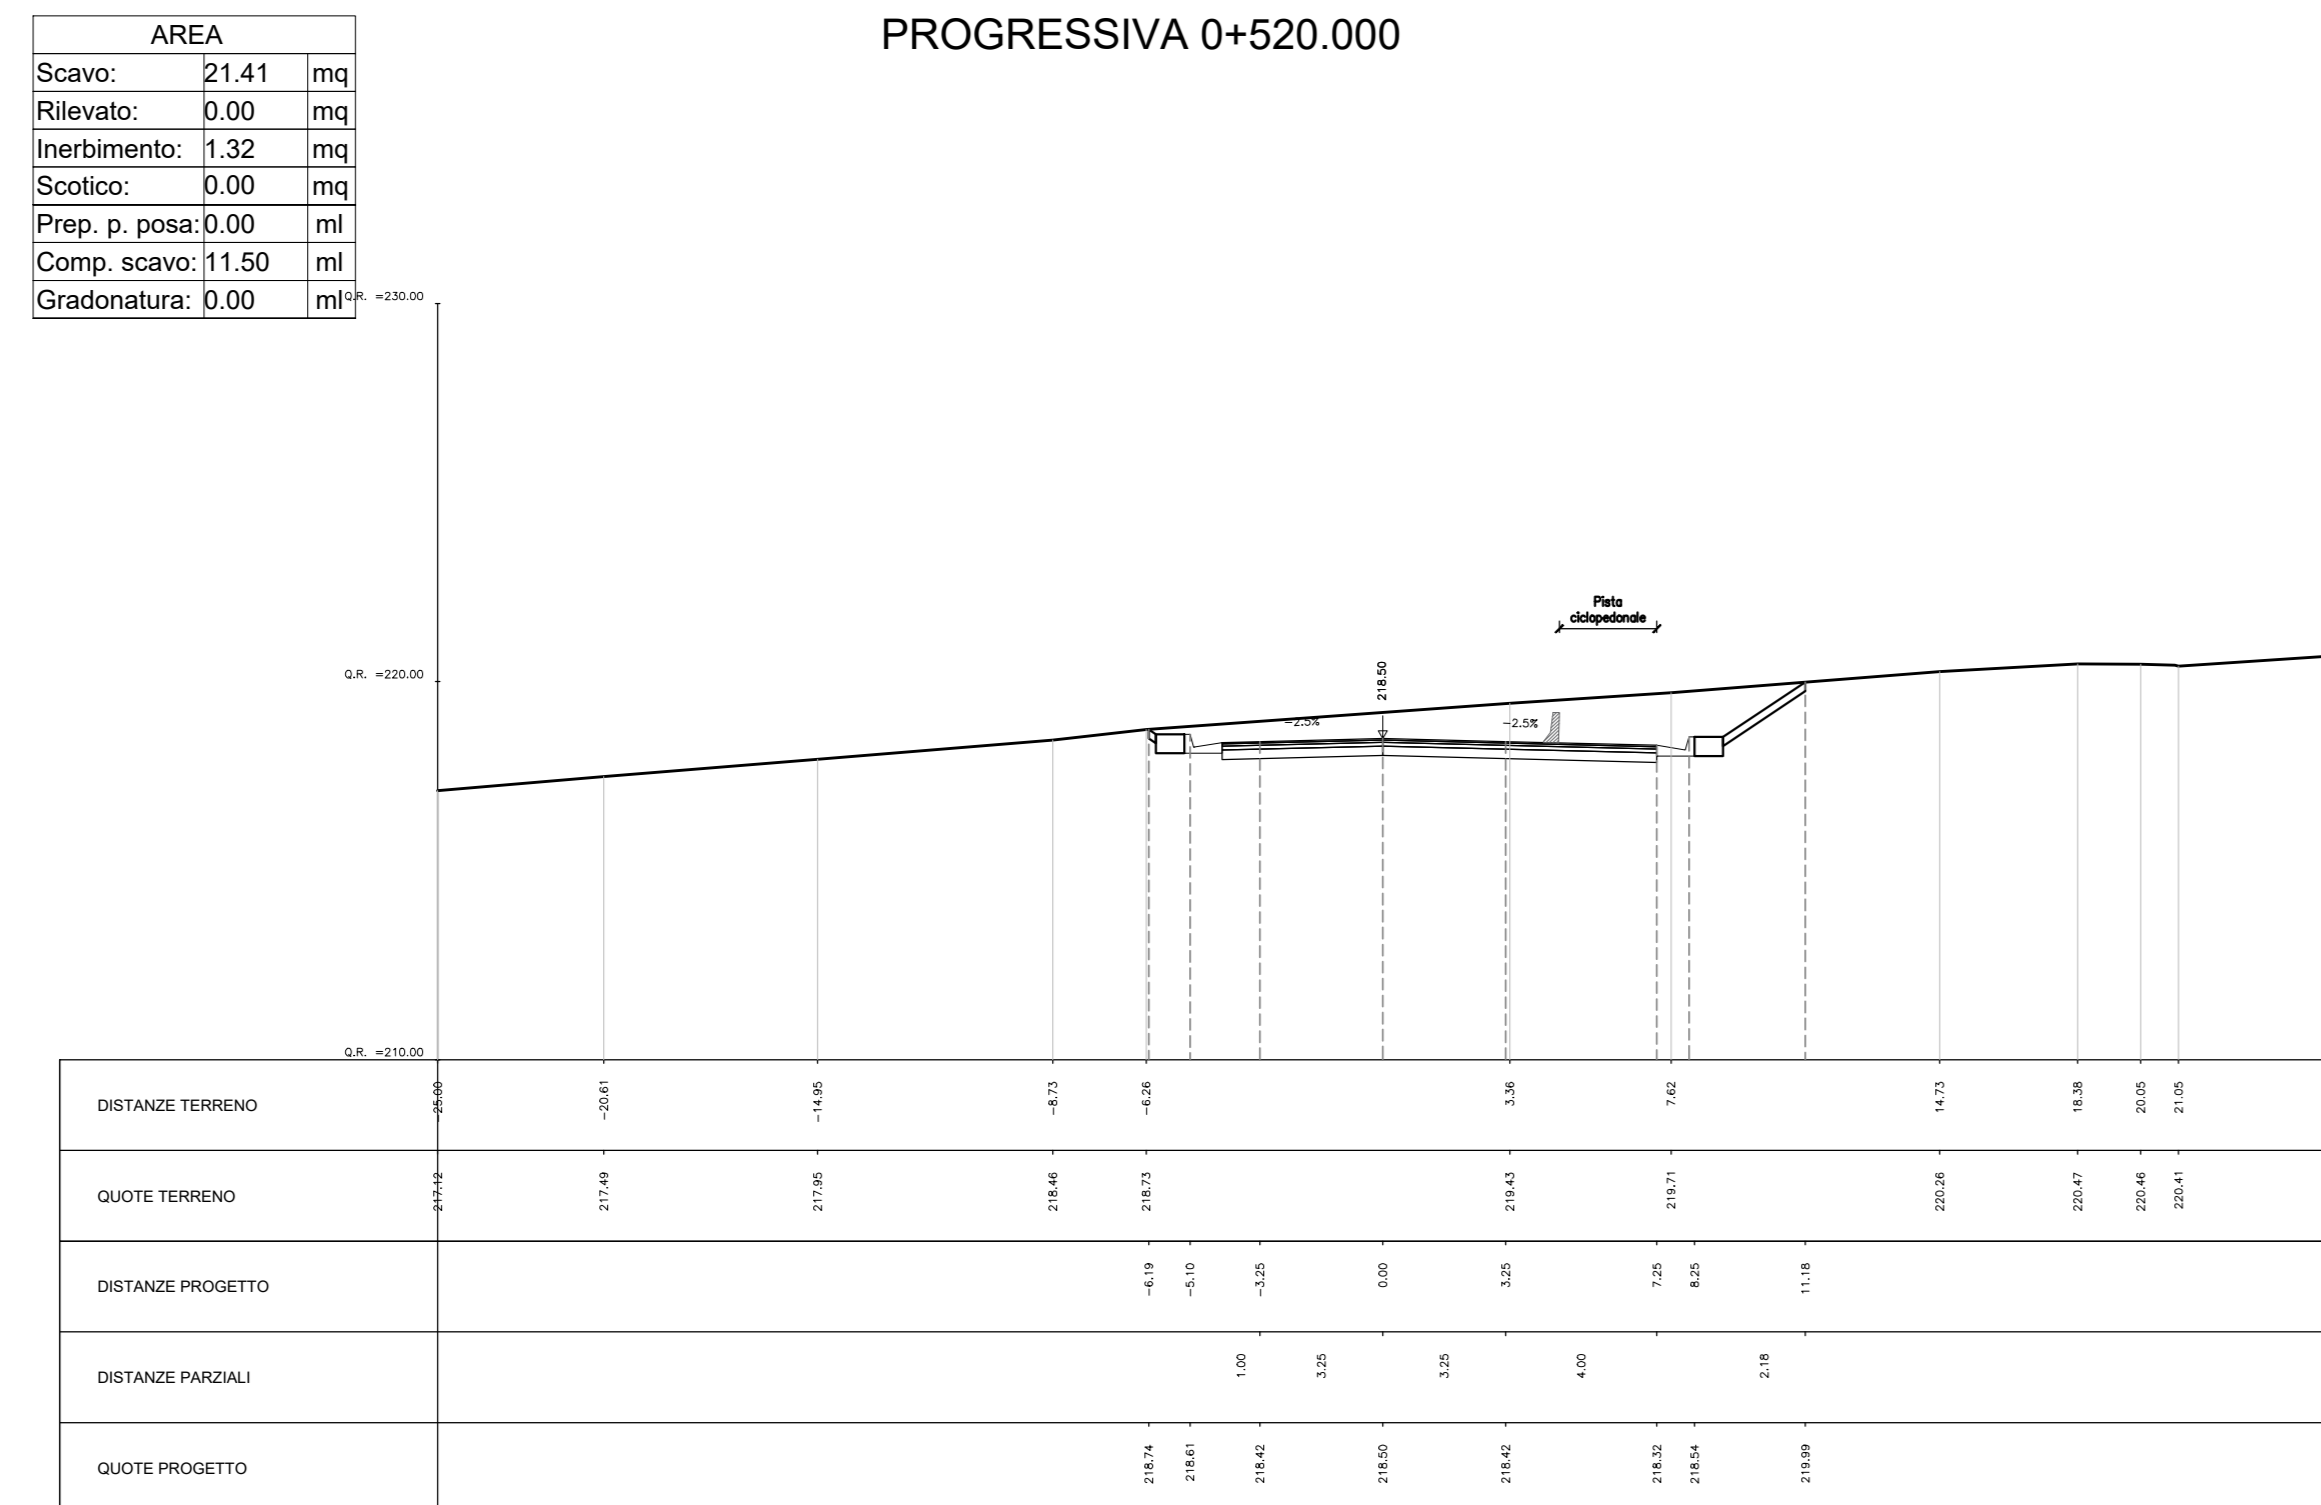 PROGRESSIVA 0+520.000
AREA
Scavo: 21.41 mq
Rilevato: 0.00 mq
Inerbimento: 1.32 mq
Scotico: 0.00 mq
Prep. p. posa: 0.00 ml
Comp. scavo: 11.50 ml
Gradonatura: 0.00 ml
Q.R. =230.00
Pista
ciclopedonale
Q.R. =220.00
218.50
-2.5% -2.5%
Q.R. =210.00
DISTANZE TERRENO -25.00 -20.61 -14.95 -8.73 -6.26 3.36 7.62 14.73 18.38 20.05 21.05
QUOTE TERRENO 217.12 217.49 217.95 218.46 218.73 219.43 219.71 220.26 220.47 220.46 220.41
DISTANZE PROGETTO -6.19 -5.10 -3.25 0.00 3.25 7.25 8.25 11.18
DISTANZE PARZIALI 1.00 3.25 3.25 4.00 2.18
QUOTE PROGETTO 218.74 218.61 218.42 218.50 218.42 218.32 218.54 219.99